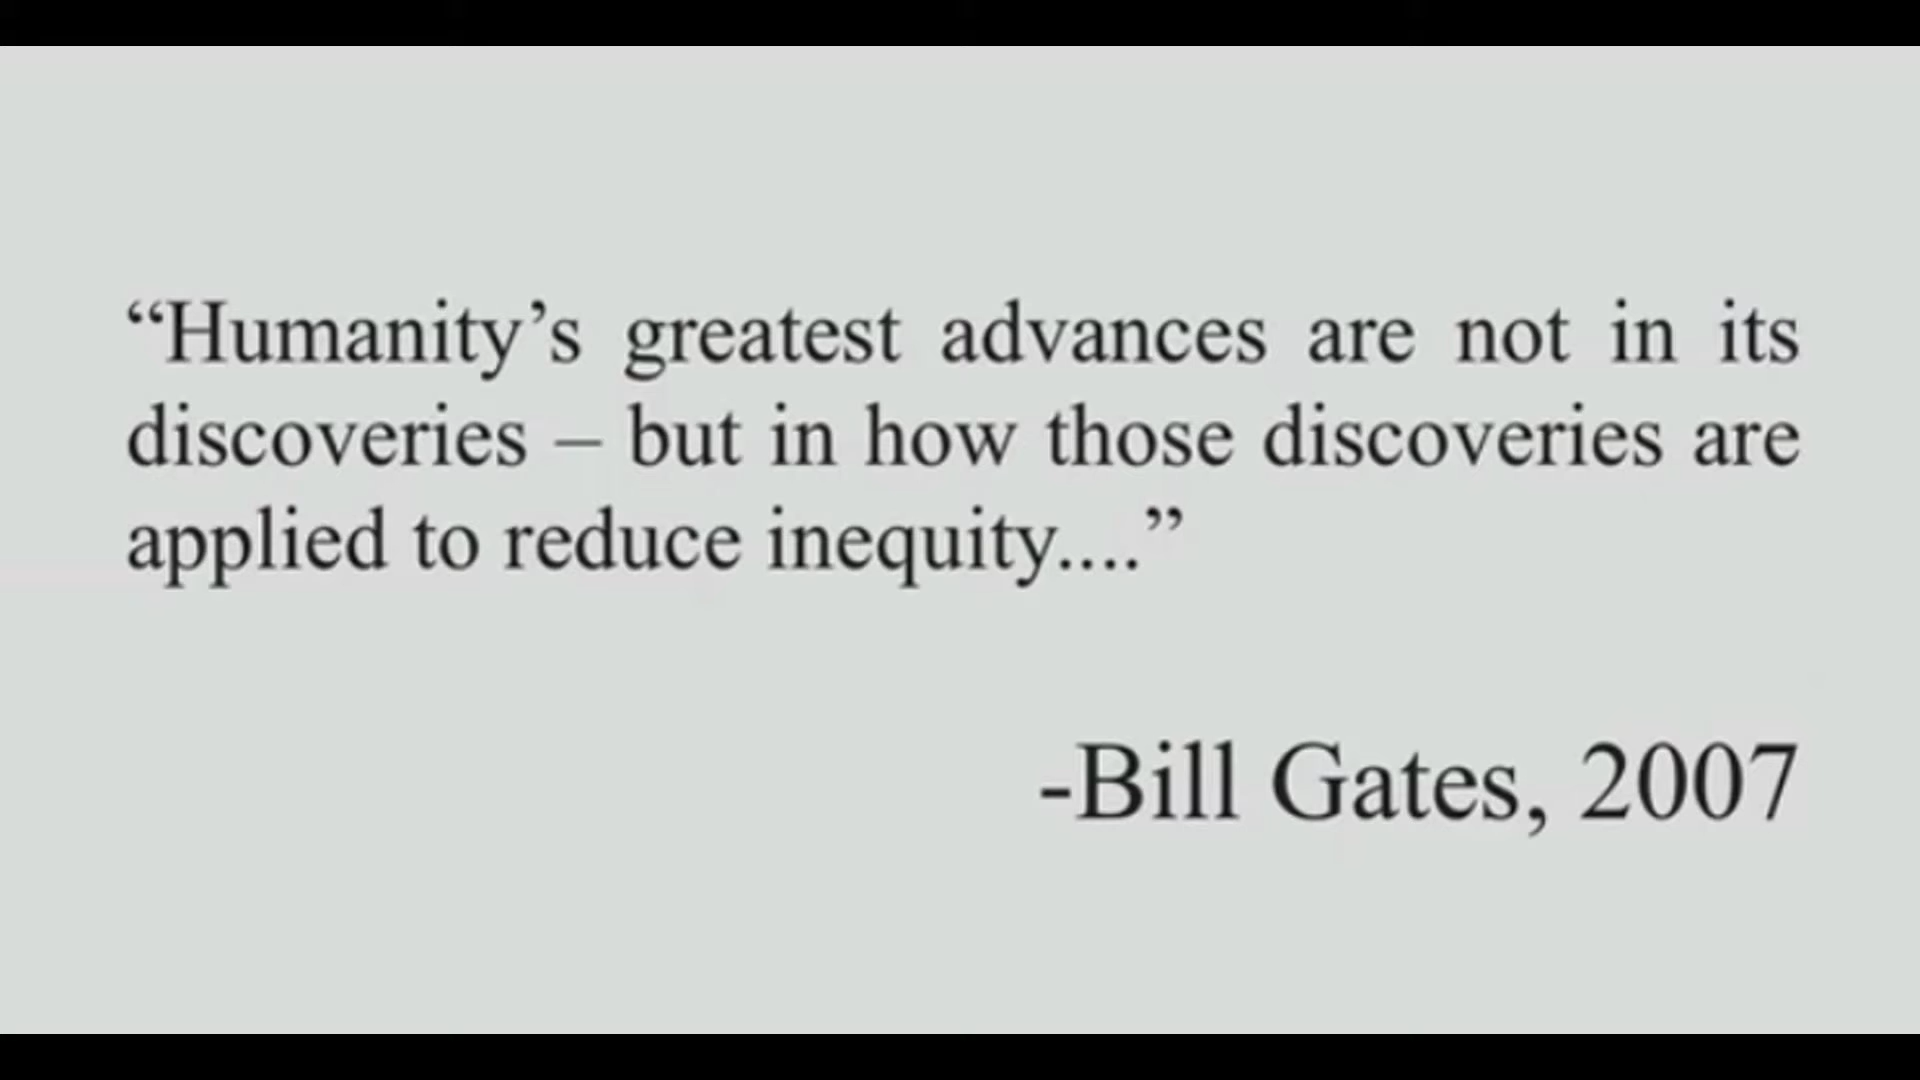 “Humanity’s greatest advances are not in its
discoveries – but in how those discoveries are
applied to reduce inequity....”
-Bill Gates, 2007